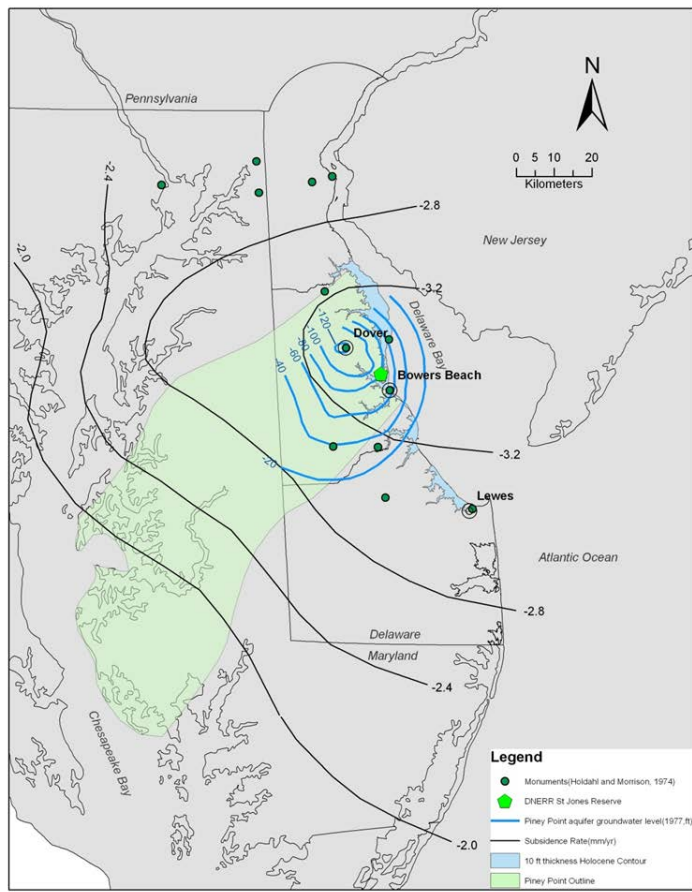 Pennsylvania
N
0 5 10 20
Kilometers
-2.4
-2.8
-2.0
New Jersey
-3.2
-120
-100
-80
-60
-40
Dover
Delaware Bay
Bowers Beach
-3.2
-20
Lewes
Atlantic Ocean
-2.8
Delaware
Maryland
-2.4
Chesapeake Bay
-2.0
Legend
Monuments(Holdahl and Morrison, 1974)
DNERR St Jones Reserve
Piney Point aquifer groundwater level(1977,ft)
Subsidence Rate(mm/yr)
10 ft thickness Holocene Contour
Piney Point Outline